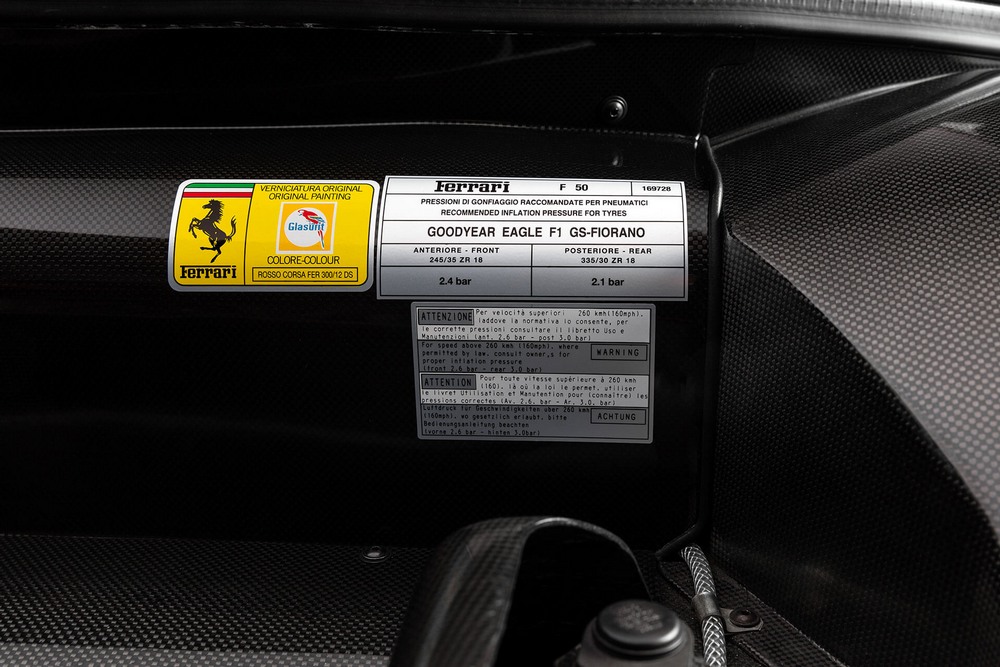 VERNICIATURA ORIGINAL
ORIGINAL PAINTING
Glasurit
COLORE-COLOUR
ROSSO CORSA FER 300/12 DS
Ferrari
Ferrari F 50 169728
PRESSIONI DI GONFIAGGIO RACCOMANDATE PER PNEUMATICI
RECOMMENDED INFLATION PRESSURE FOR TYRES
GOODYEAR EAGLE F1 GS-FIORANO
ANTERIORE - FRONT POSTERIORE - REAR
245/35 ZR 18 335/30 ZR 18
2.4 bar 2.1 bar
ATTENZIONE Per velocità superiori 260 kmh(160mph).
laddove la normativa lo consente, per
le corrette pressioni consultare il libretto Uso e
Manutenzioni (ant. 2.6 bar - post 3.0 bar)
For speed above 260 kmh (160mph). where
permitted by law. consult owner,s for
proper inflation pressure
(front 2.6 bar - rear 3.0 bar)
WARNING
ATTENTION Pour toute vitesse supérieure à 260 kmh
(160). là où la loi le permet. utiliser
le livret Utilisation et Manutention pour (connaître) les
pressions correctes (Av. 2.6. bar - Ar. 3.0. bar)
Luftdruck für Geschwindigkeiten über 260 kmh
(160mph). wo gesetzlich erlaubt. bitte
Bedienungsanleitung beachten
(vorne 2.6 bar - hinten 3.0bar)
ACHTUNG